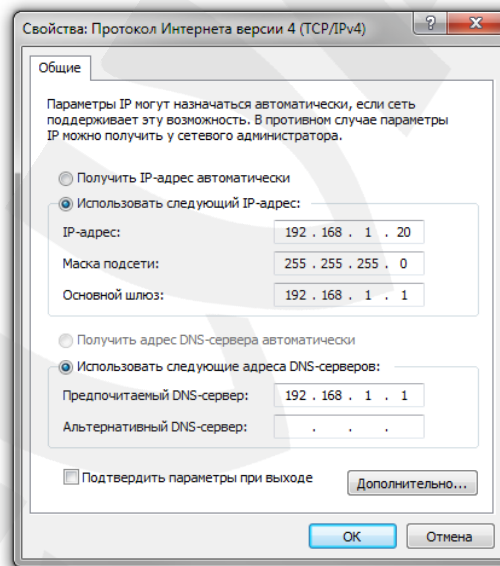 Свойства: Протокол Интернета версии 4 (TCP/IPv4)
Общие
Параметры IP могут назначаться автоматически, если сеть
поддерживает эту возможность. В противном случае параметры
IP можно получить у сетевого администратора.
Получить IP-адрес автоматически
Использовать следующий IP-адрес:
IP-адрес: 192 . 168 . 1 . 20
Маска подсети: 255 . 255 . 255 . 0
Основной шлюз: 192 . 168 . 1 . 1
Получить адрес DNS-сервера автоматически
Использовать следующие адреса DNS-серверов:
Предпочитаемый DNS-сервер: 192 . 168 . 1 . 1
Альтернативный DNS-сервер: . . .
Подтвердить параметры при выходе
Дополнительно...
OK Отмена